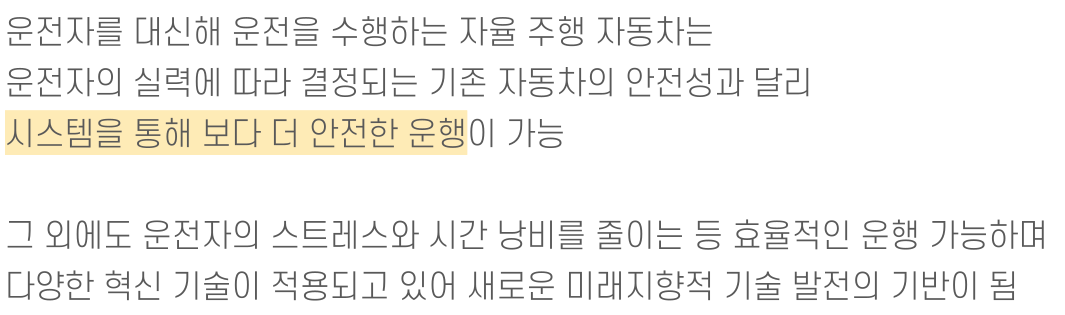 운전자를 대신해 운전을 수행하는 자율 주행 자동차는
운전자의 실력에 따라 결정되는 기존 자동차의 안전성과 달리
시스템을 통해 보다 더 안전한 운행이 가능
그 외에도 운전자의 스트레스와 시간 낭비를 줄이는 등 효율적인 운행 가능하며
다양한 혁신 기술이 적용되고 있어 새로운 미래지향적 기술 발전의 기반이 됨